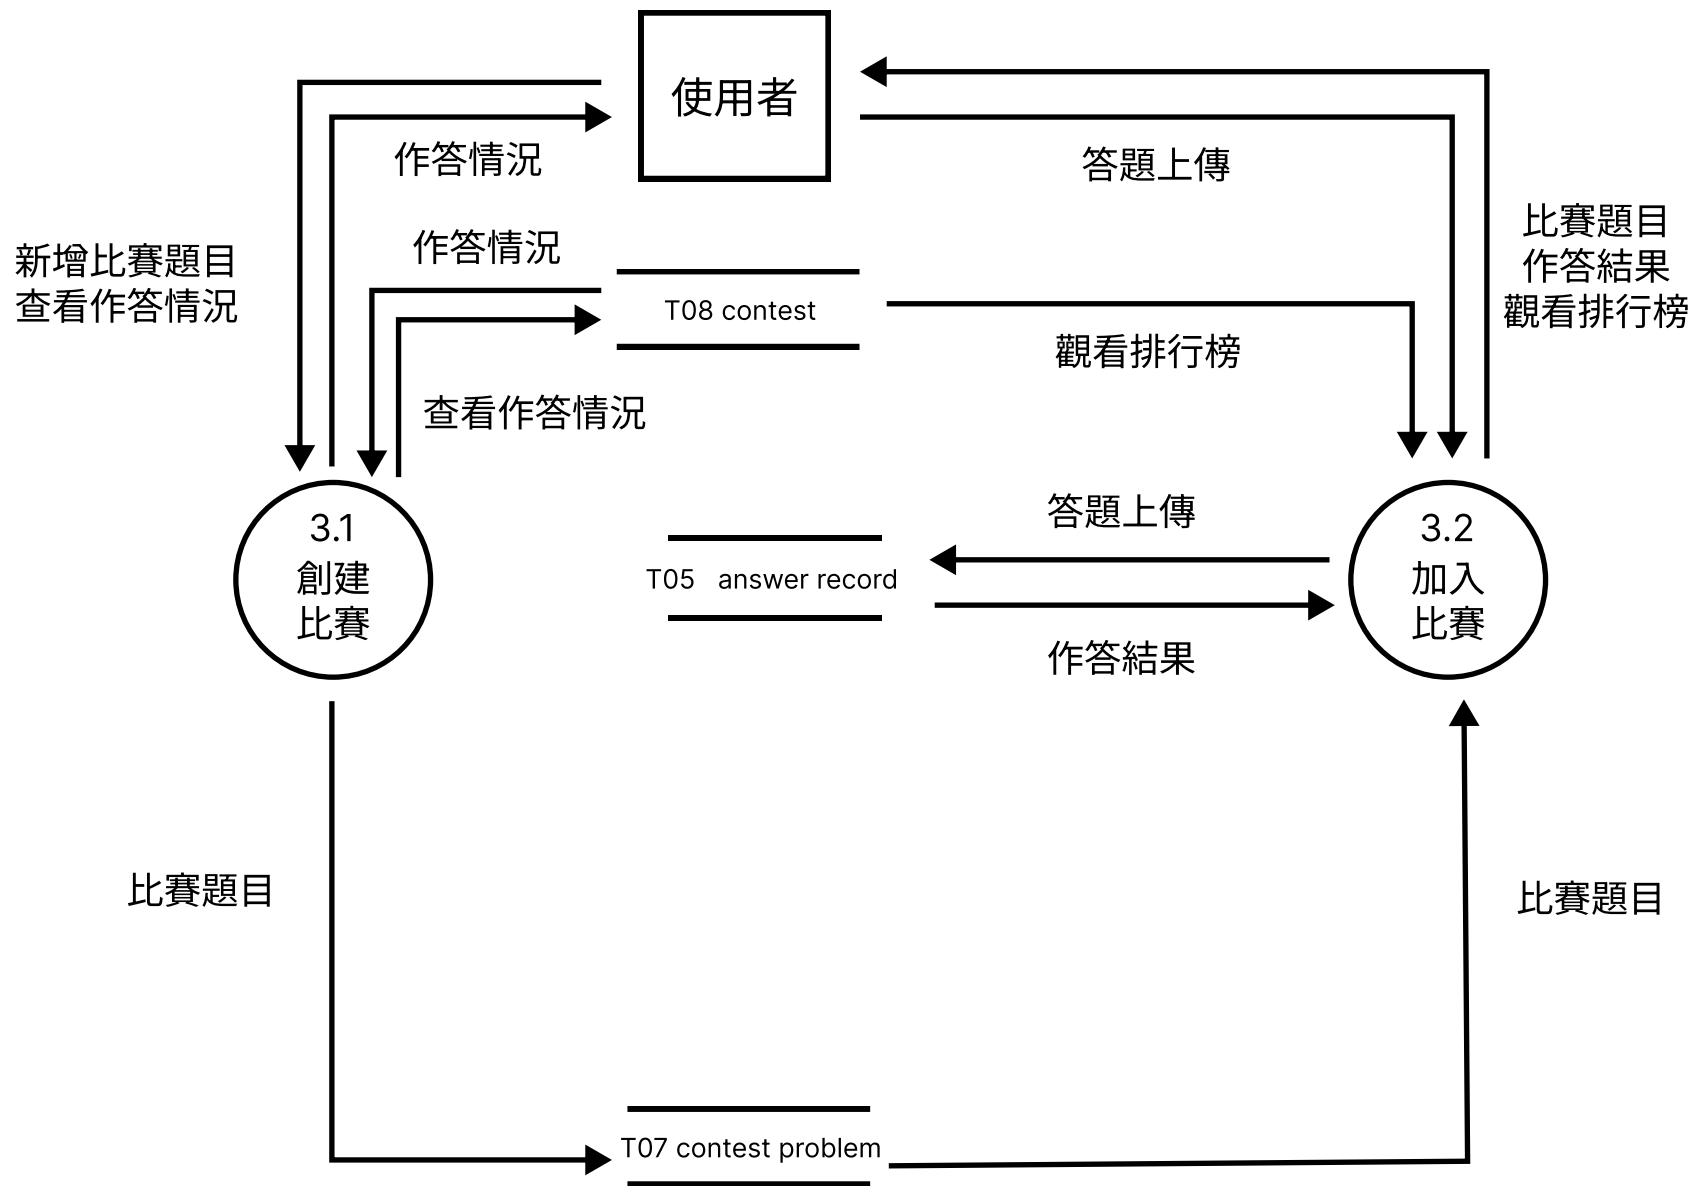 使用者
作答情況
答題上傳
新增比賽題目
查看作答情況
作答情況
T08 contest
比賽題目
作答結果
觀看排行榜
觀看排行榜
查看作答情況
3.1
創建
比賽
T05 answer record
答題上傳
作答結果
3.2
加入
比賽
比賽題目
比賽題目
T07 contest problem